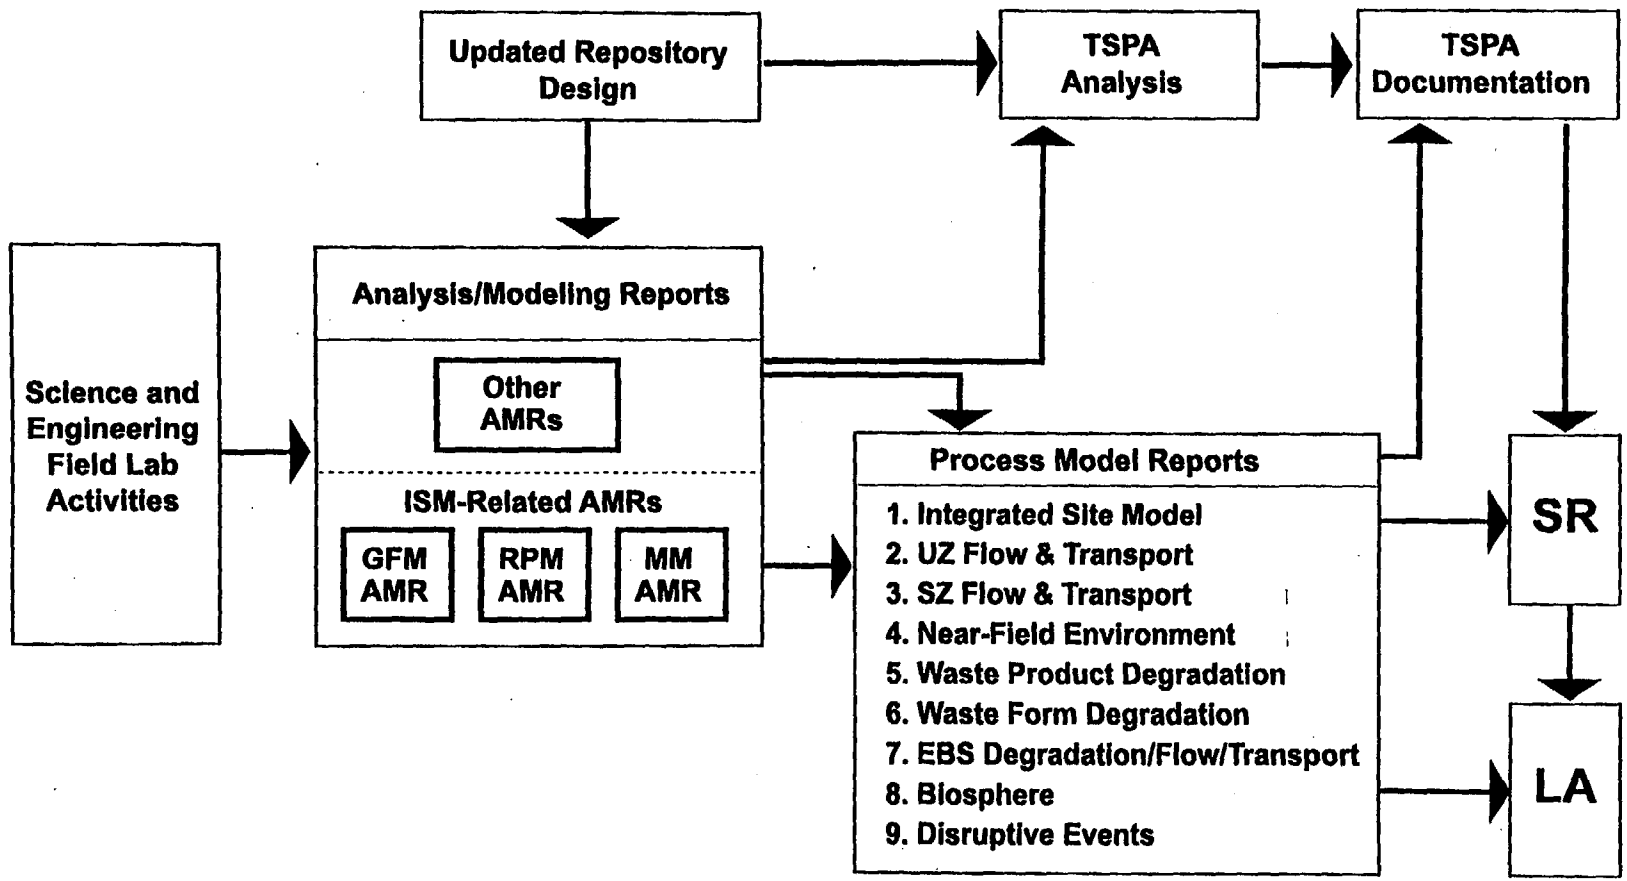 Updated Repository
Design
TSPA
Analysis
TSPA
Documentation
Science and
Engineering
Field Lab
Activities
Analysis/Modeling Reports
Other
AMRs
ISM-Related AMRs
GFM
AMR
RPM
AMR
MM
AMR
Process Model Reports
1. Integrated Site Model
2. UZ Flow & Transport
3. SZ Flow & Transport
4. Near-Field Environment
5. Waste Product Degradation
6. Waste Form Degradation
7. EBS Degradation/Flow/Transport
8. Biosphere
9. Disruptive Events
SR
LA